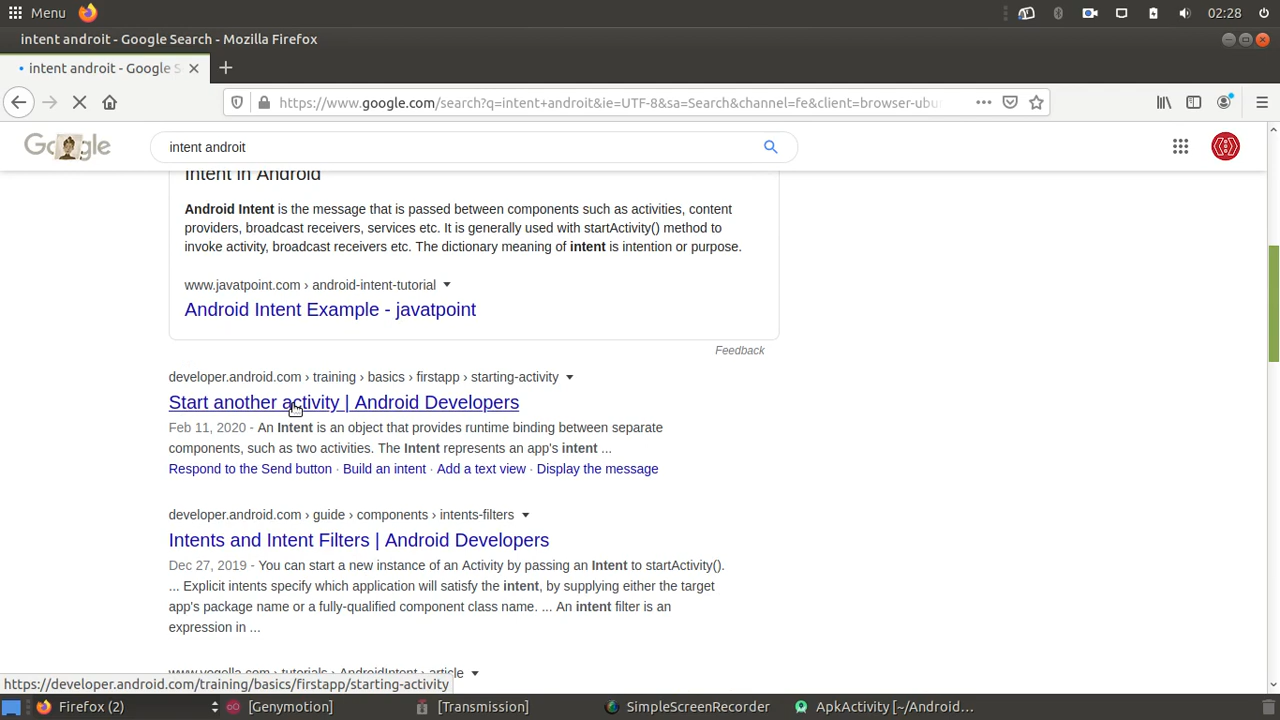 Menu
02:28
intent androit - Google Search - Mozilla Firefox
intent androit - Google S
https://www.google.com/search?q=intent+androit&ie=UTF-8&sa=Search&channel=fe&client=browser-ubu
Google
intent androit
Intent in Android
Android Intent is the message that is passed between components such as activities, content
providers, broadcast receivers, services etc. It is generally used with startActivity() method to
invoke activity, broadcast receivers etc. The dictionary meaning of intent is intention or purpose.
www.javatpoint.com › android-intent-tutorial
Android Intent Example - javatpoint
Feedback
developer.android.com › training › basics › firstapp › starting-activity
Start another activity | Android Developers
Feb 11, 2020 - An Intent is an object that provides runtime binding between separate
components, such as two activities. The Intent represents an app's intent ...
Respond to the Send button · Build an intent · Add a text view · Display the message
developer.android.com › guide › components › intents-filters
Intents and Intent Filters | Android Developers
Dec 27, 2019 - You can start a new instance of an Activity by passing an Intent to startActivity().
... Explicit intents specify which application will satisfy the intent, by supplying either the target
app's package name or a fully-qualified component class name. ... An intent filter is an
expression in ...
www.vogella.com › tutorials › AndroidIntent › article
https://developer.android.com/training/basics/firstapp/starting-activity
Firefox (2)
[Genymotion]
[Transmission]
SimpleScreenRecorder
ApkActivity [~/Android...